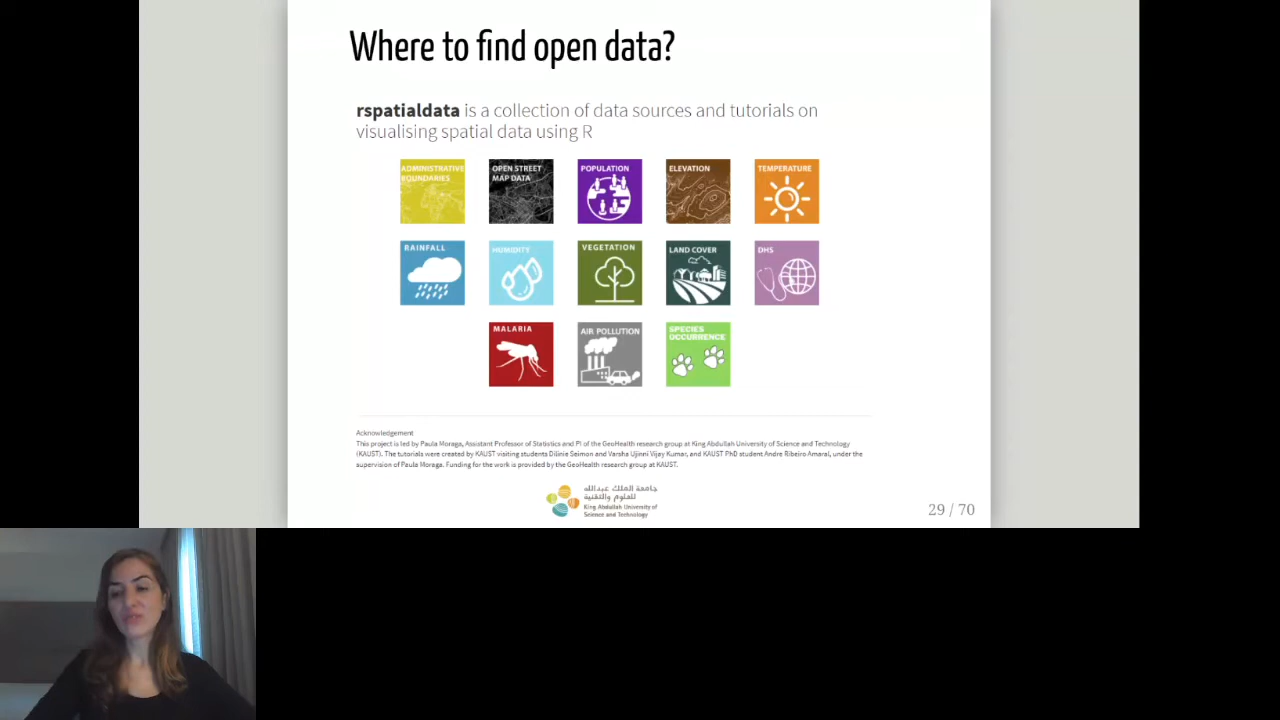 Where to find open data?
rspatialdata is a collection of data sources and tutorials on
visualising spatial data using R
ADMINISTRATIVE
BOUNDARIES
OPEN STREET
MAP DATA
POPULATION
ELEVATION
TEMPERATURE
RAINFALL
HUMIDITY
VEGETATION
LAND COVER
DHS
MALARIA
AIR POLLUTION
SPECIES
OCCURRENCE
Acknowledgement
This project is led by Paula Moraga, Assistant Professor of Statistics and PI of the GeoHealth research group at King Abdullah University of Science and Technology
(KAUST). The tutorials were created by KAUST visiting students Dilinie Seimon and Varsha Ujjinni Vijay Kumar, and KAUST PhD student Andre Ribeiro Amaral, under the
supervision of Paula Moraga. Funding for the work is provided by the GeoHealth research group at KAUST.
جامعة الملك عبدالله
للعلوم والتقنية
King Abdullah University of
Science and Technology
29 / 70